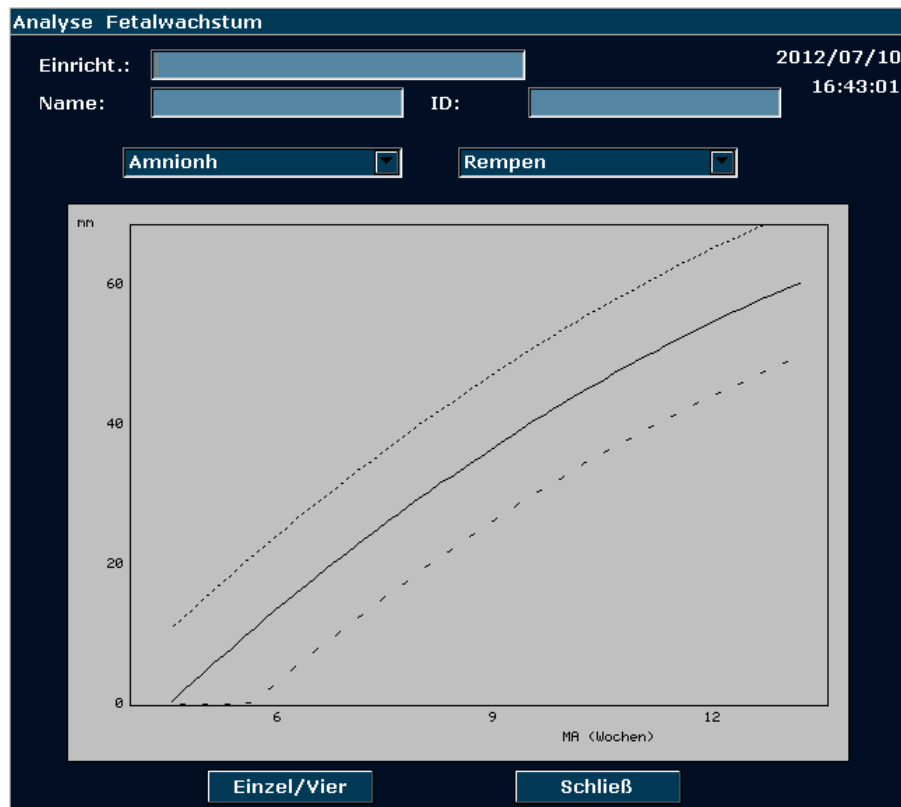 Analyse Fetalwachstum
Einricht.:
2012/07/10
16:43:01
Name:
ID:
Amnionh
Rempen
mm
60
40
20
0
6
9
12
MA (Wochen)
Einzel/Vier
Schließ